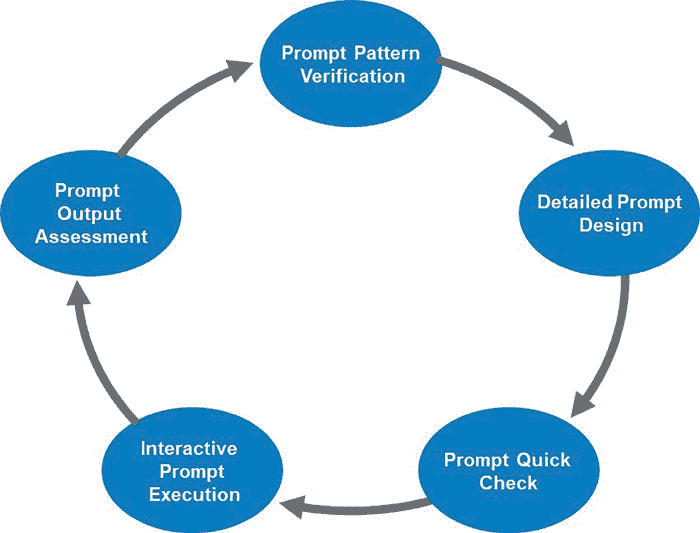 Prompt Pattern
Verification
Detailed Prompt
Design
Prompt Quick
Check
Interactive
Prompt
Execution
Prompt
Output
Assessment